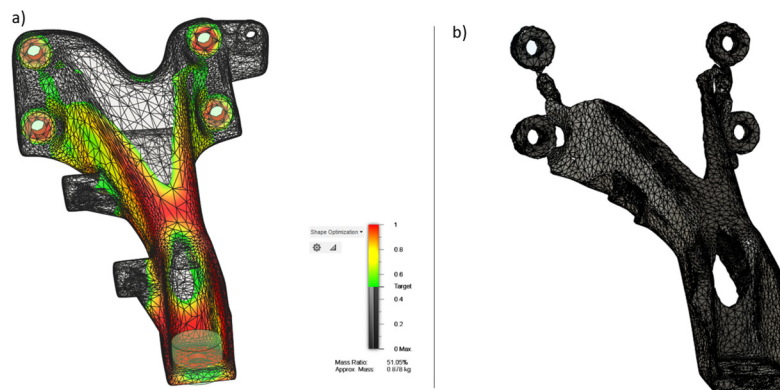 a)
b)
Shape Optimization
1
0.8
0.6
Target
0.4
0.2
0 Max
Mass Ratio: 51.05%
Approx. Mass: 0.878 kg